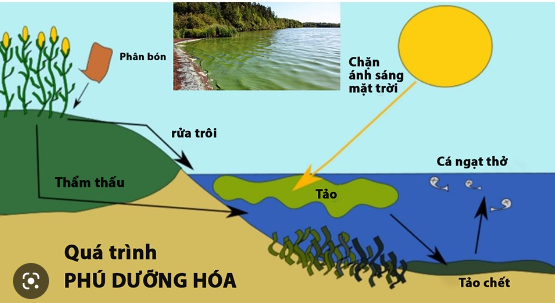 Phân bón
Chặn
ánh sáng
mặt trời
rửa trôi
Cá ngạt thở
Thẩm thấu
Tảo
Quá trình
PHÚ DƯỠNG HÓA
Tảo chết